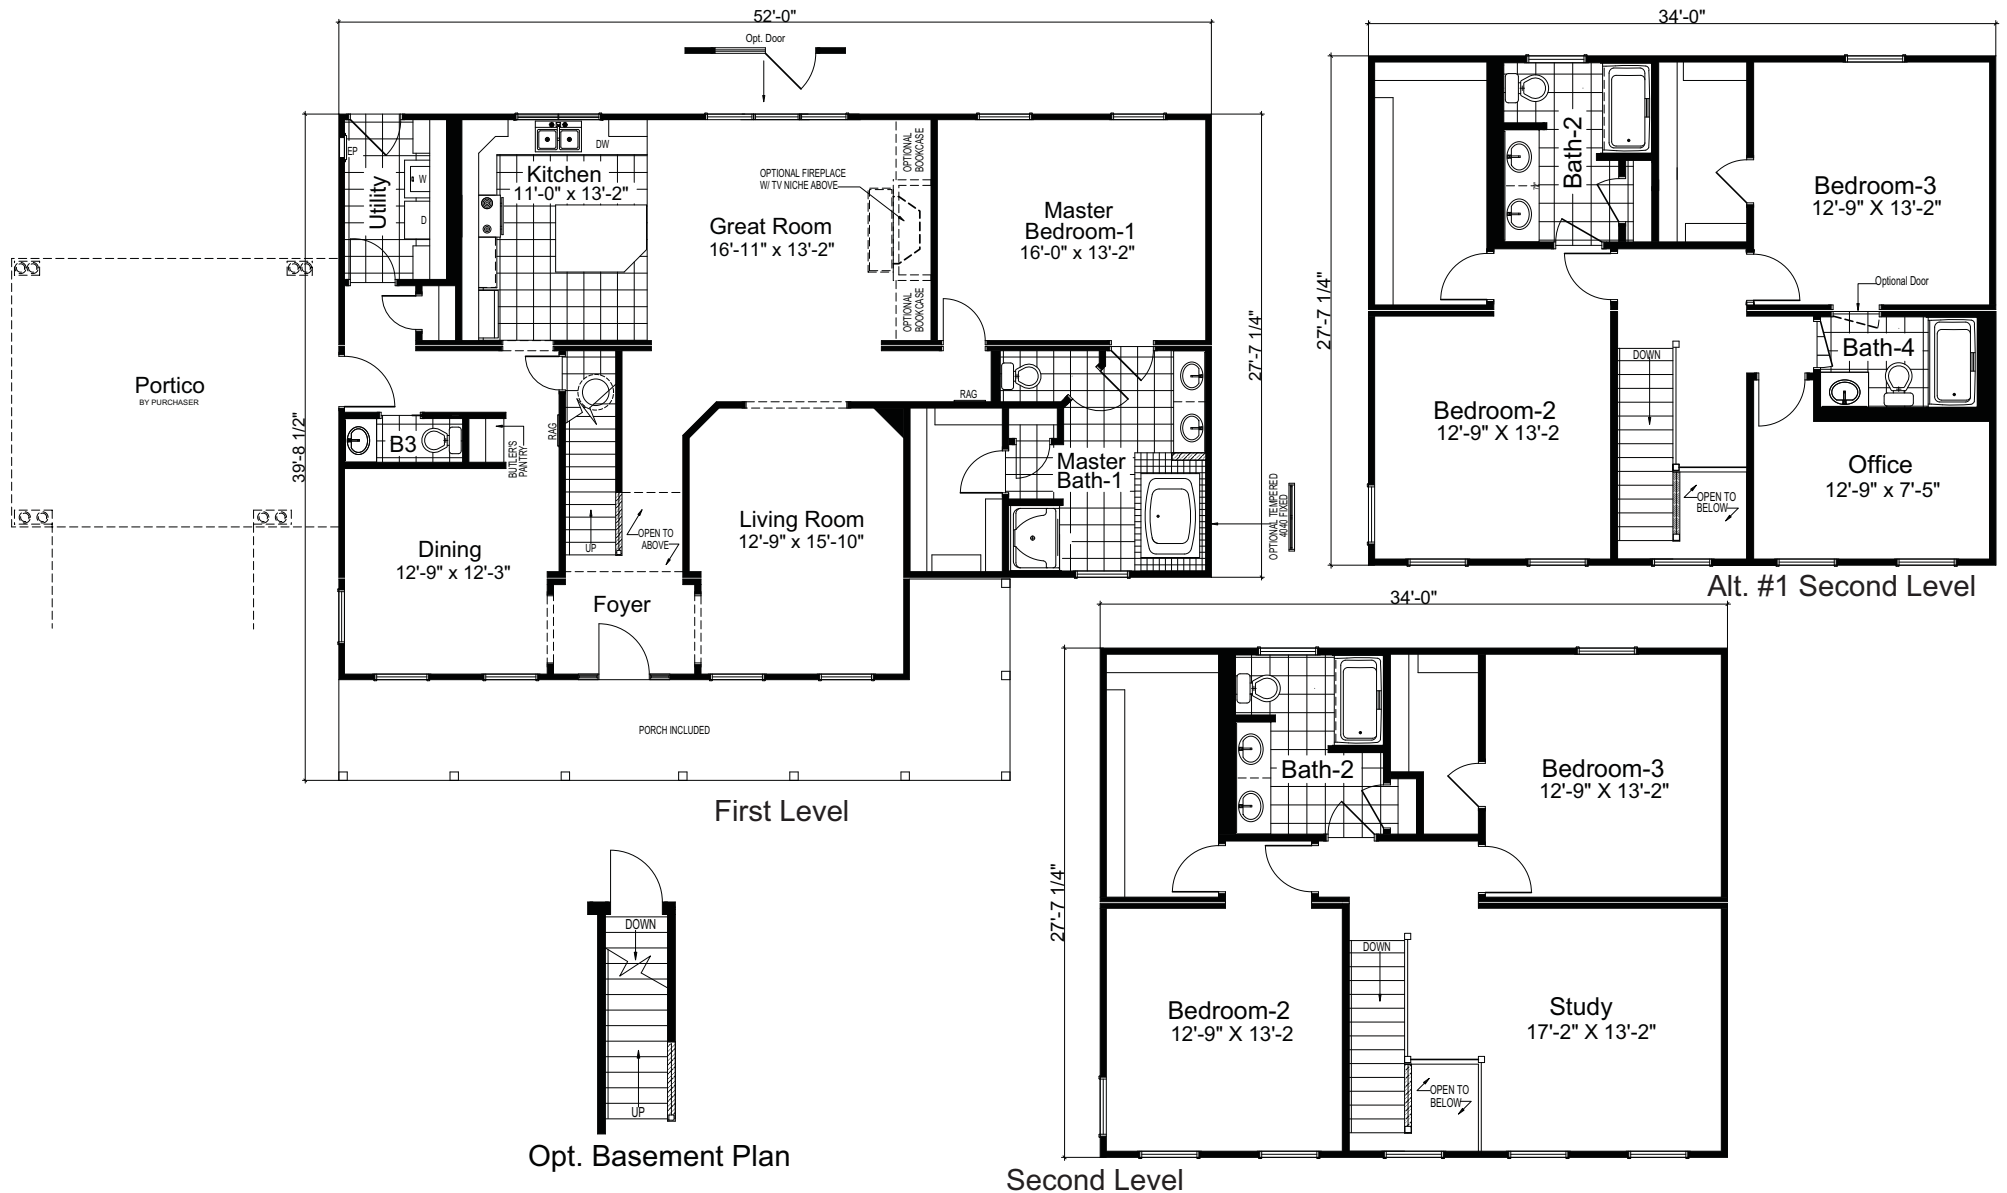 52'-0"
Opt. Door
39'-8 1/2"
27'-7 1/4"
EP
Utility
W
D
Kitchen
11'-0" x 13'-2"
DW
Great Room
16'-11" x 13'-2"
OPTIONAL FIREPLACE
W/ TV NICHE ABOVE
OPTIONAL
BOOKCASE
OPTIONAL
BOOKCASE
Master
Bedroom-1
16'-0" x 13'-2"
Portico
BY PURCHASER
B3
BUTLER'S
PANTRY
RAG
RAG
UP
OPEN TO
ABOVE
Master
Bath-1
OPTIONAL TEMPERED
4040 FIXED
Living Room
12'-9" x 15'-10"
Dining
12'-9" x 12'-3"
Foyer
PORCH INCLUDED
First Level
34'-0"
27'-7 1/4"
Bath-2
Bedroom-3
12'-9" X 13'-2"
Optional Door
Bath-4
DOWN
Bedroom-2
12'-9" X 13'-2
Office
12'-9" x 7'-5"
OPEN TO
BELOW
Alt. #1 Second Level
34'-0"
27'-7 1/4"
Bath-2
Bedroom-3
12'-9" X 13'-2"
DOWN
Bedroom-2
12'-9" X 13'-2
Study
17'-2" X 13'-2"
OPEN TO
BELOW
Second Level
DOWN
UP
Opt. Basement Plan